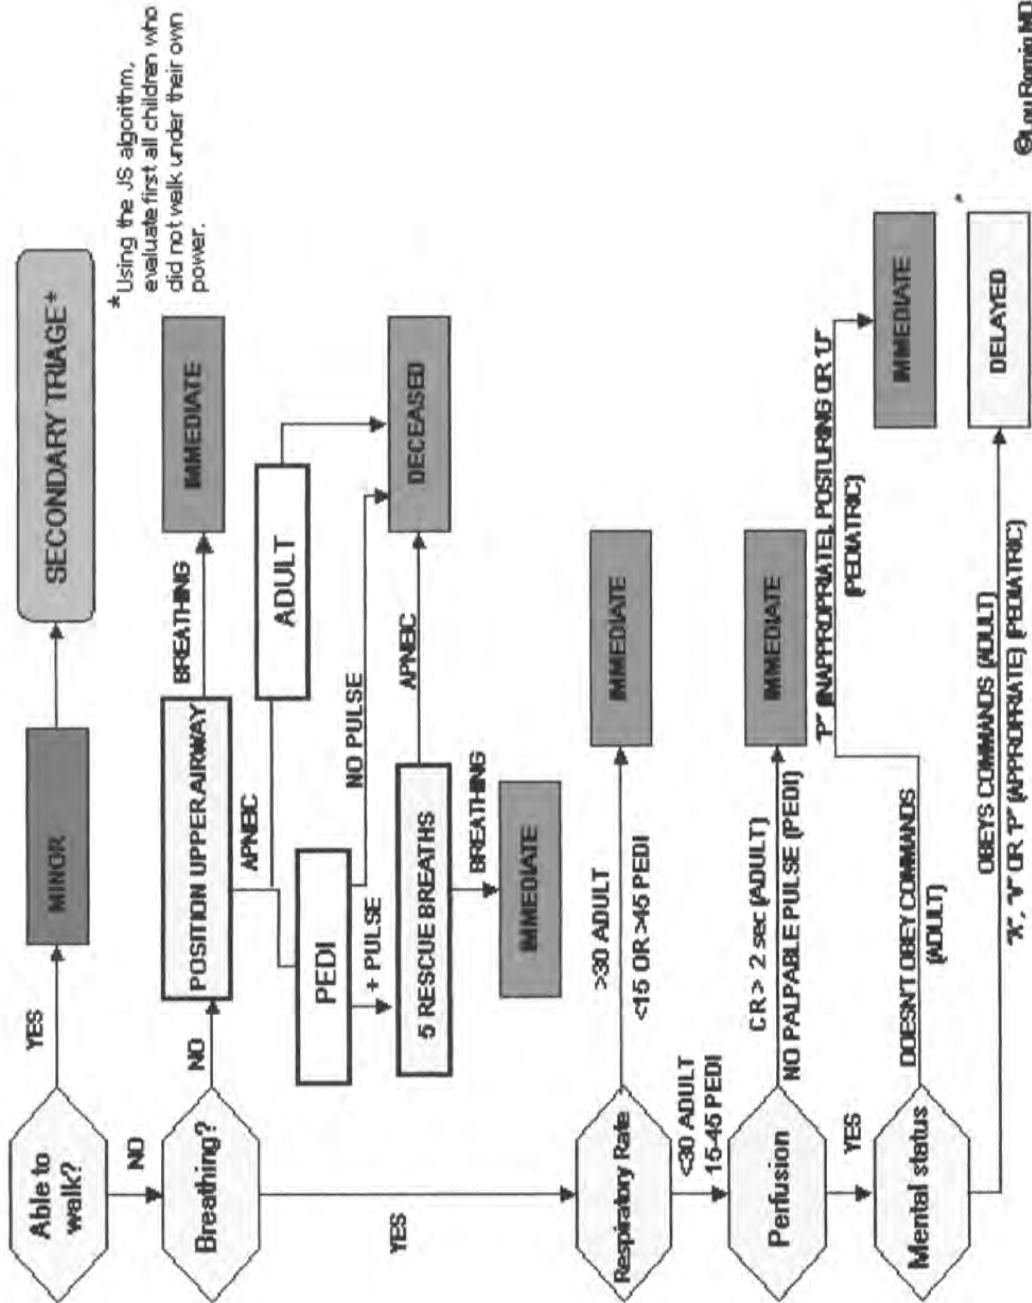 Able to
walk?
YES
MINOR
SECONDARY TRIAGE*
*Using the JS algorithm,
evaluate first all children who
did not walk under their own
power.
NO
Breathing?
NO
POSITION UPPER AIRWAY
BREATHING
IMMEDIATE
APNEIC
PEDI
ADULT
NO PULSE
DECEASED
+ PULSE
5 RESCUE BREATHS
APNEIC
BREATHING
IMMEDIATE
YES
Respiratory Rate
>30 ADULT
<15 OR >45 PEDI
IMMEDIATE
<30 ADULT
15-45 PEDI
Perfusion
CR > 2 sec (ADULT)
NO PALPABLE PULSE (PEDI)
IMMEDIATE
YES
Mental status
DOESN'T OBEY COMMANDS
(ADULT)
"P" (INAPPROPRIATE), POSTURING OR "U"
(PEDIATRIC)
IMMEDIATE
OBEYS COMMANDS (ADULT)
"A", "V" OR "P" (APPROPRIATE) (PEDIATRIC)
DELAYED
©Lou Romig MD